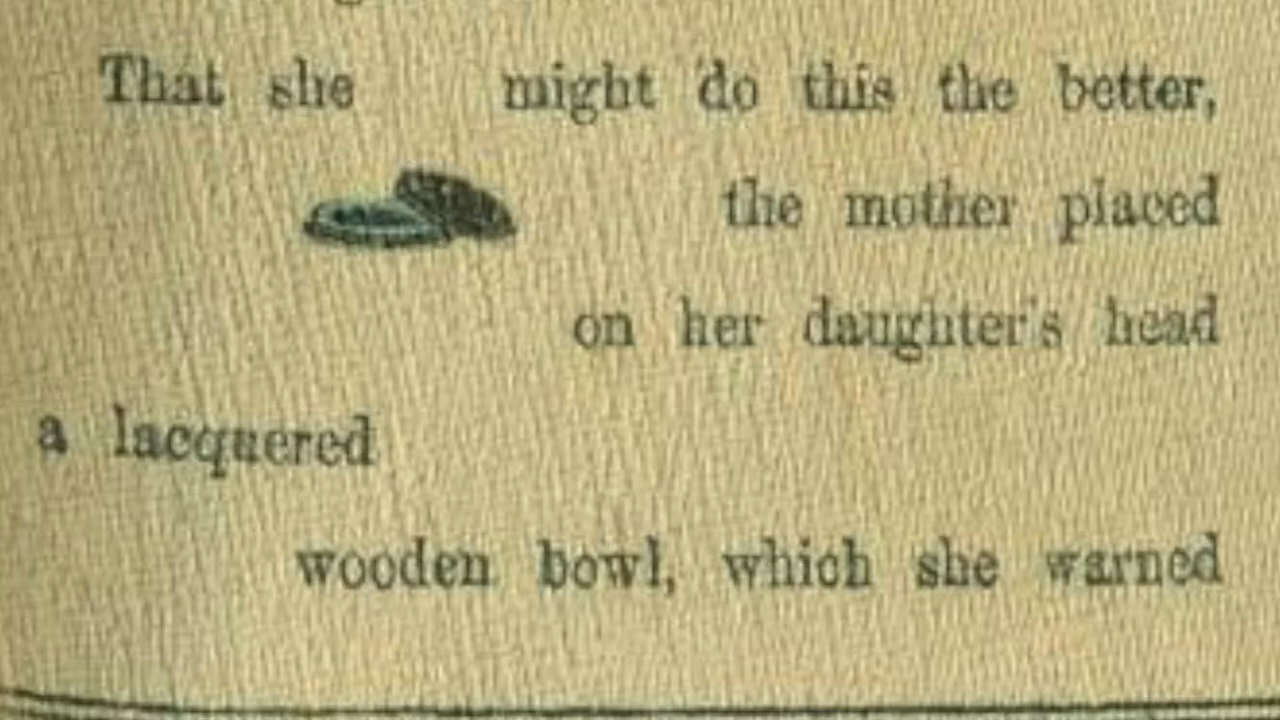 That she might do this the better,
the mother placed
on her daughter's head
a lacquered
wooden bowl, which she warned